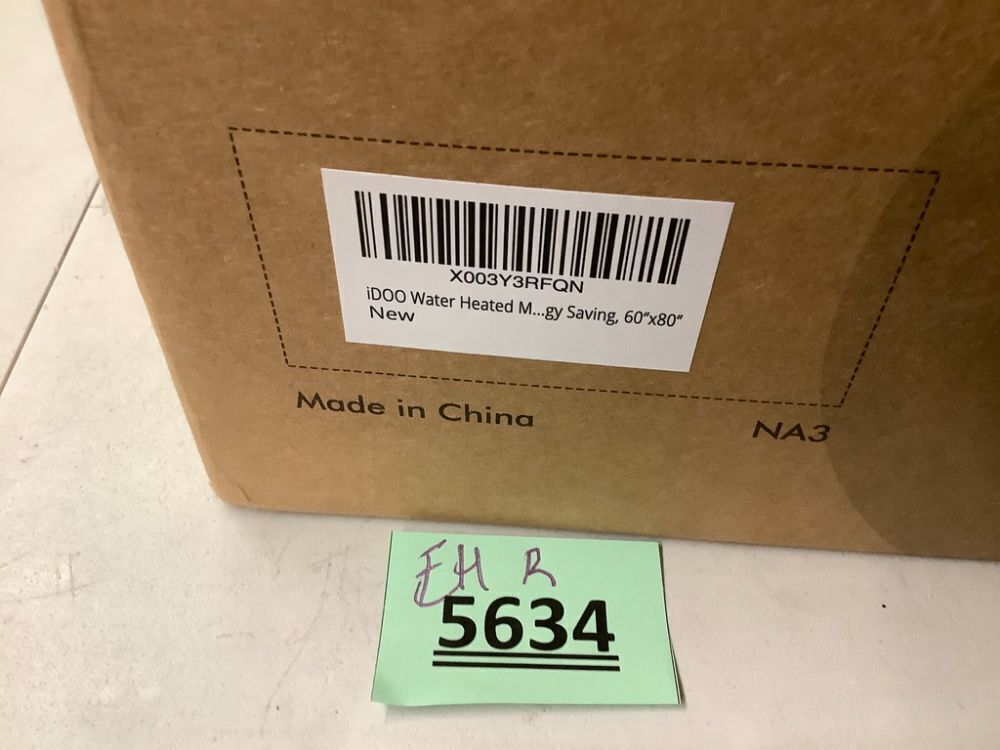 X003Y3RFQN
iDOO Water Heated M...gy Saving, 60"x80"
New
Made in China
NA3
EH R
5634